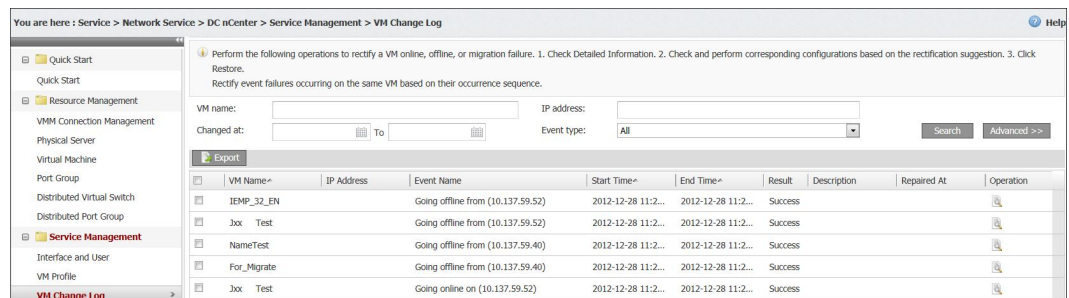 You are here : Service > Network Service > DC nCenter > Service Management > VM Change Log
Help
Quick Start
Quick Start
Resource Management
VMM Connection Management
Physical Server
Virtual Machine
Port Group
Distributed Virtual Switch
Distributed Port Group
Service Management
Interface and User
VM Profile
VM Change Log
Perform the following operations to rectify a VM online, offline, or migration failure. 1. Check Detailed Information. 2. Check and perform corresponding configurations based on the rectification suggestion. 3. Click
Restore.
Rectify event failures occurring on the same VM based on their occurrence sequence.
VM name: IP address:
Changed at: To Event type: All Search Advanced >>
Export
VM Name IP Address Event Name Start Time End Time Result Description Repaired At Operation
IEMP_32_EN Going offline from (10.137.59.52) 2012-12-28 11:2... 2012-12-28 11:2... Success
Jxx Test Going offline from (10.137.59.52) 2012-12-28 11:2... 2012-12-28 11:2... Success
NameTest Going offline from (10.137.59.40) 2012-12-28 11:2... 2012-12-28 11:2... Success
For_Migrate Going offline from (10.137.59.40) 2012-12-28 11:2... 2012-12-28 11:2... Success
Jxx Test Going online on (10.137.59.52) 2012-12-28 11:2... 2012-12-28 11:2... Success